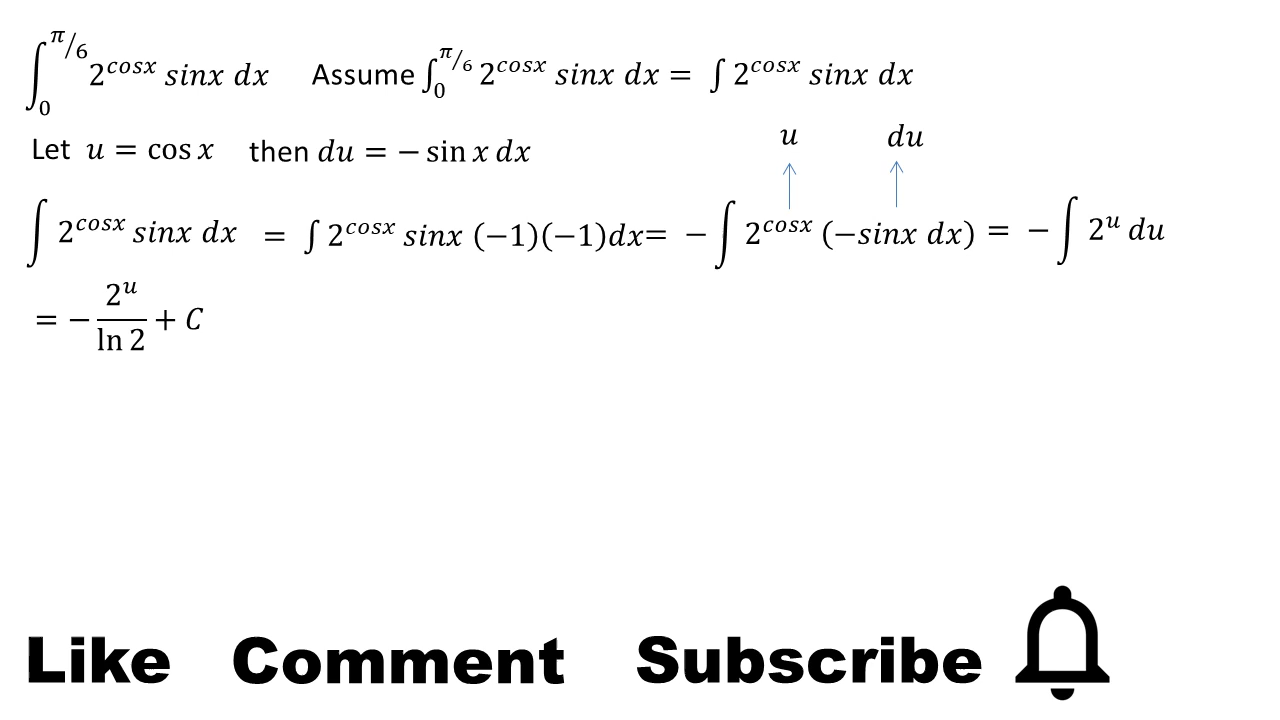 ∫₀^{π/6} 2^{cosx} sinx dx Assume ∫₀^{π/6} 2^{cosx} sinx dx = ∫ 2^{cosx} sinx dx
Let u = cos x then du = − sin x dx u du
∫ 2^{cosx} sinx dx = ∫ 2^{cosx} sinx (−1)(−1)dx= − ∫ 2^{cosx} (−sinx dx) = − ∫ 2^u du
= − 2^u / ln 2 + C
Like Comment Subscribe